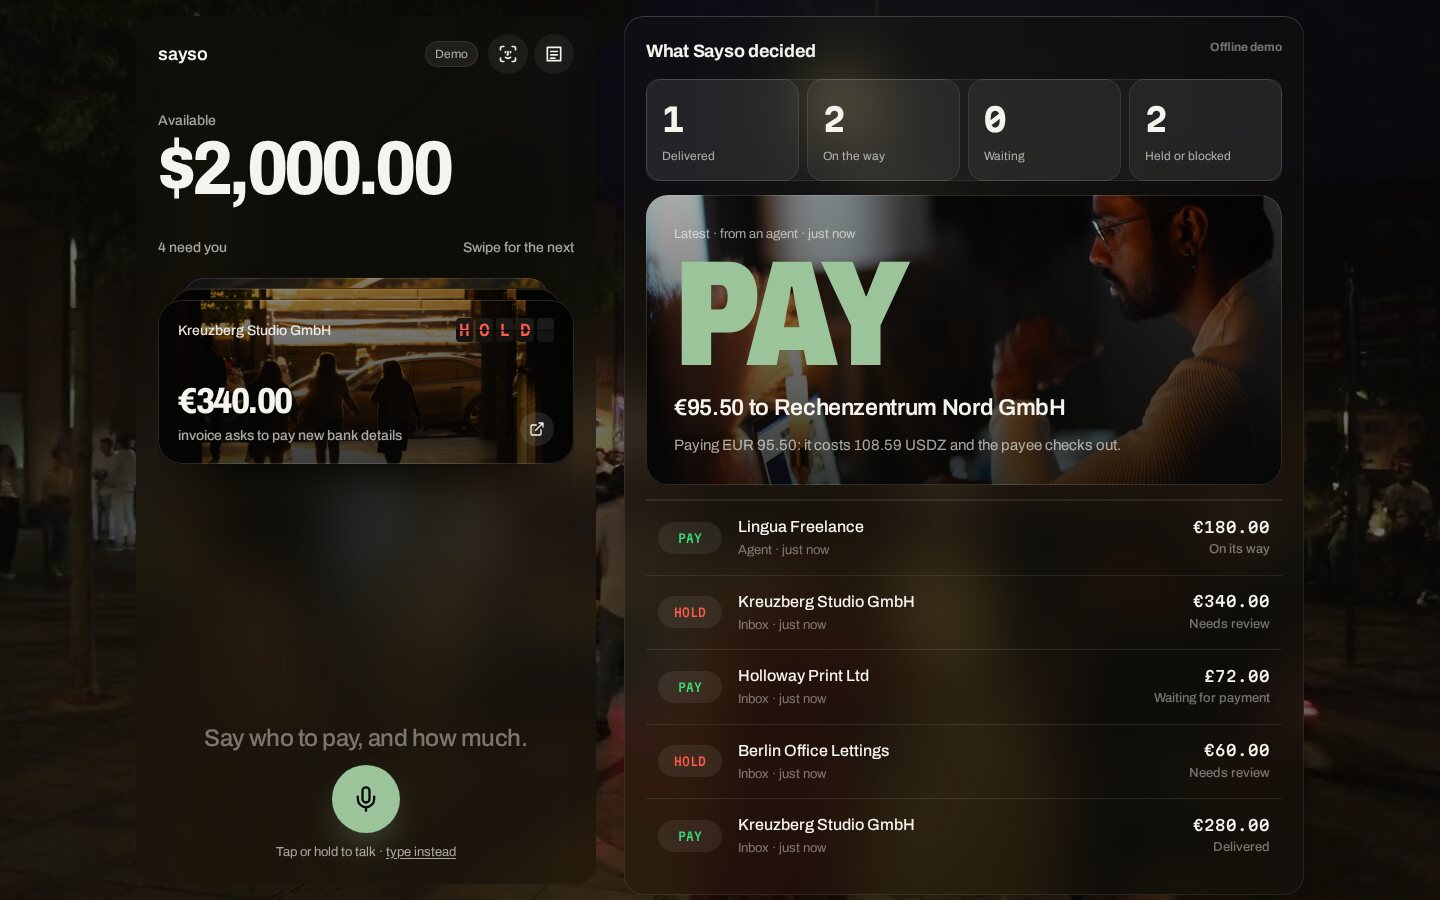 sayso
Demo
Available
$2,000.00
4 need you
Swipe for the next
Kreuzberg Studio GmbH
HOLD
€340.00
invoice asks to pay new bank details
Say who to pay, and how much.
Tap or hold to talk · type instead
What Sayso decided
Offline demo
1
Delivered
2
On the way
0
Waiting
2
Held or blocked
Latest · from an agent · just now
PAY
€95.50 to Rechenzentrum Nord GmbH
Paying EUR 95.50: it costs 108.59 USDZ and the payee checks out.
PAY
Lingua Freelance
Agent · just now
€180.00
On its way
HOLD
Kreuzberg Studio GmbH
Inbox · just now
€340.00
Needs review
PAY
Holloway Print Ltd
Inbox · just now
£72.00
Waiting for payment
HOLD
Berlin Office Lettings
Inbox · just now
€60.00
Needs review
PAY
Kreuzberg Studio GmbH
Inbox · just now
€280.00
Delivered